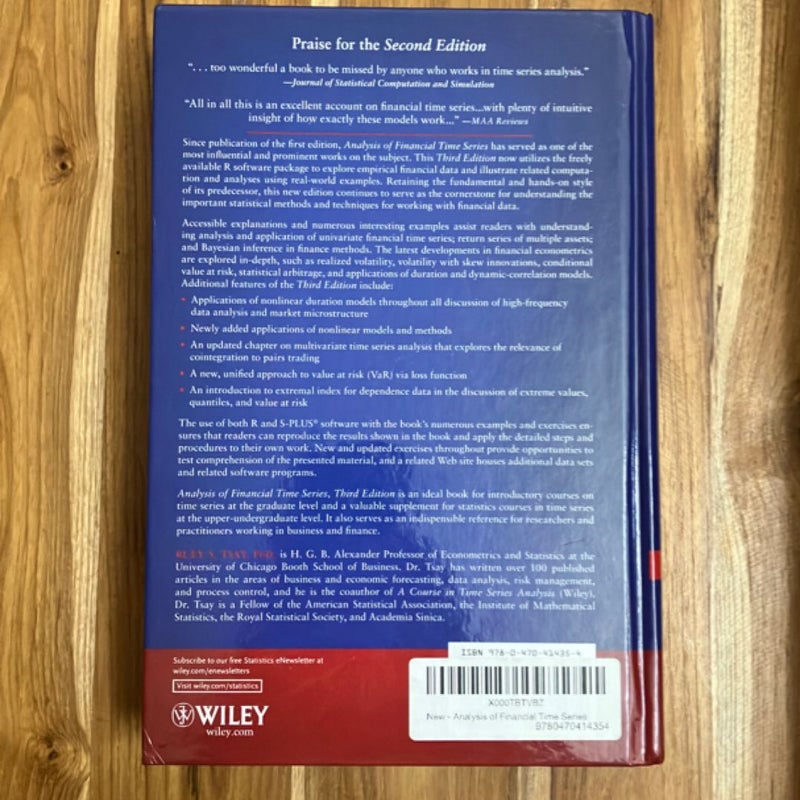 Praise for the Second Edition
“. . . too wonderful a book to be missed by anyone who works in time series analysis.”
—Journal of Statistical Computation and Simulation
“All in all this is an excellent account on financial time series...with plenty of intuitive
insight of how exactly these models work...” —MAA Reviews
Since publication of the first edition, Analysis of Financial Time Series has served as one of the
most influential and prominent works on the subject. This Third Edition now utilizes the freely
available R software package to explore empirical financial data and illustrate related computa-
tion and analyses using real-world examples. Retaining the fundamental and hands-on style
of its predecessor, this new edition continues to serve as the cornerstone for understanding the
important statistical methods and techniques for working with financial data.
Accessible explanations and numerous interesting examples assist readers with understand-
ing analysis and application of univariate financial time series; return series of multiple assets;
and Bayesian inference in finance methods. The latest developments in financial econometrics
are explored in-depth, such as realized volatility, volatility with skew innovations, conditional
value at risk, statistical arbitrage, and applications of duration and dynamic-correlation models.
Additional features of the Third Edition include:
• Applications of nonlinear duration models throughout all discussion of high-frequency
data analysis and market microstructure
• Newly added applications of nonlinear models and methods
• An updated chapter on multivariate time series analysis that explores the relevance of
cointegration to pairs trading
• A new, unified approach to value at risk (VaR) via loss function
• An introduction to extremal index for dependence data in the discussion of extreme values,
quantiles, and value at risk
The use of both R and S-PLUS® software with the book's numerous examples and exercises en-
sures that readers can reproduce the results shown in the book and apply the detailed steps and
procedures to their own work. New and updated exercises throughout provide opportunities to
test comprehension of the presented material, and a related Web site houses additional data sets
and related software programs.
Analysis of Financial Time Series, Third Edition is an ideal book for introductory courses on
time series at the graduate level and a valuable supplement for statistics courses in time series
at the upper-undergraduate level. It also serves as an indispensible reference for researchers and
practitioners working in business and finance.
RUEY S. TSAY, PhD, is H. G. B. Alexander Professor of Econometrics and Statistics at the
University of Chicago Booth School of Business. Dr. Tsay has written over 100 published
articles in the areas of business and economic forecasting, data analysis, risk management,
and process control, and he is the coauthor of A Course in Time Series Analysis (Wiley).
Dr. Tsay is a Fellow of the American Statistical Association, the Institute of Mathematical
Statistics, the Royal Statistical Society, and Academia Sinica.
Subscribe to our free Statistics eNewsletter at
wiley.com/enewsletters
Visit wiley.com/statistics
WILEY
wiley.com
ISBN 978-0-470-41435-4
X000TBTVBZ
New - Analysis of Financial Time Series
9780470414354